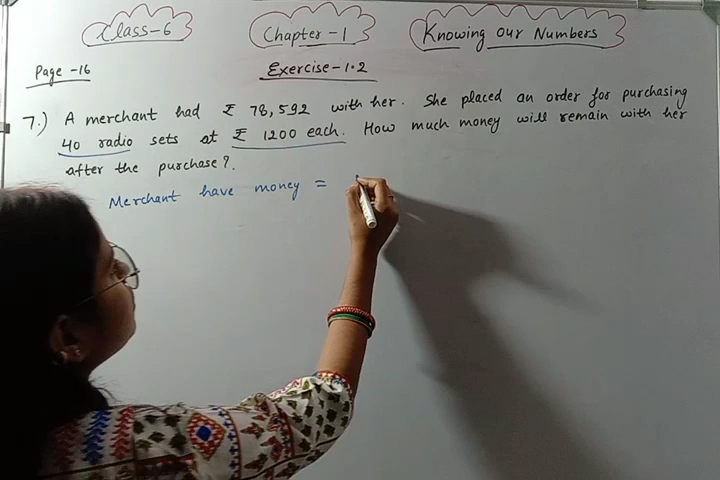 Class-6 Chapter-1 Knowing Our Numbers
Page-16 Exercise-1.2
7.) A merchant had ₹ 78,592 with her. She placed an order for purchasing
40 radio sets at ₹ 1200 each. How much money will remain with her
after the purchase?.
Merchant have money =